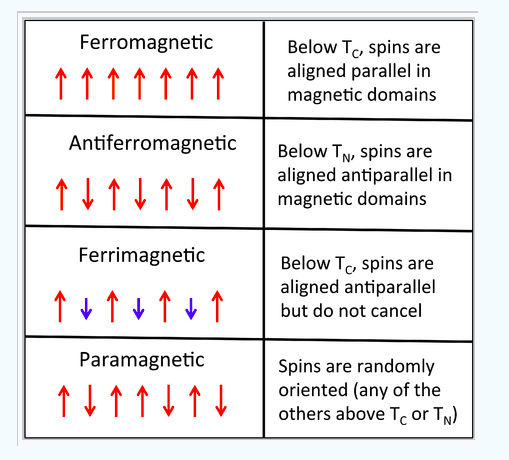 Ferromagnetic
Below T_C, spins are
aligned parallel in
magnetic domains
Antiferromagnetic
Below T_N, spins are
aligned antiparallel in
magnetic domains
Ferrimagnetic
Below T_C, spins are
aligned antiparallel
but do not cancel
Paramagnetic
Spins are randomly
oriented (any of the
others above T_C or T_N)